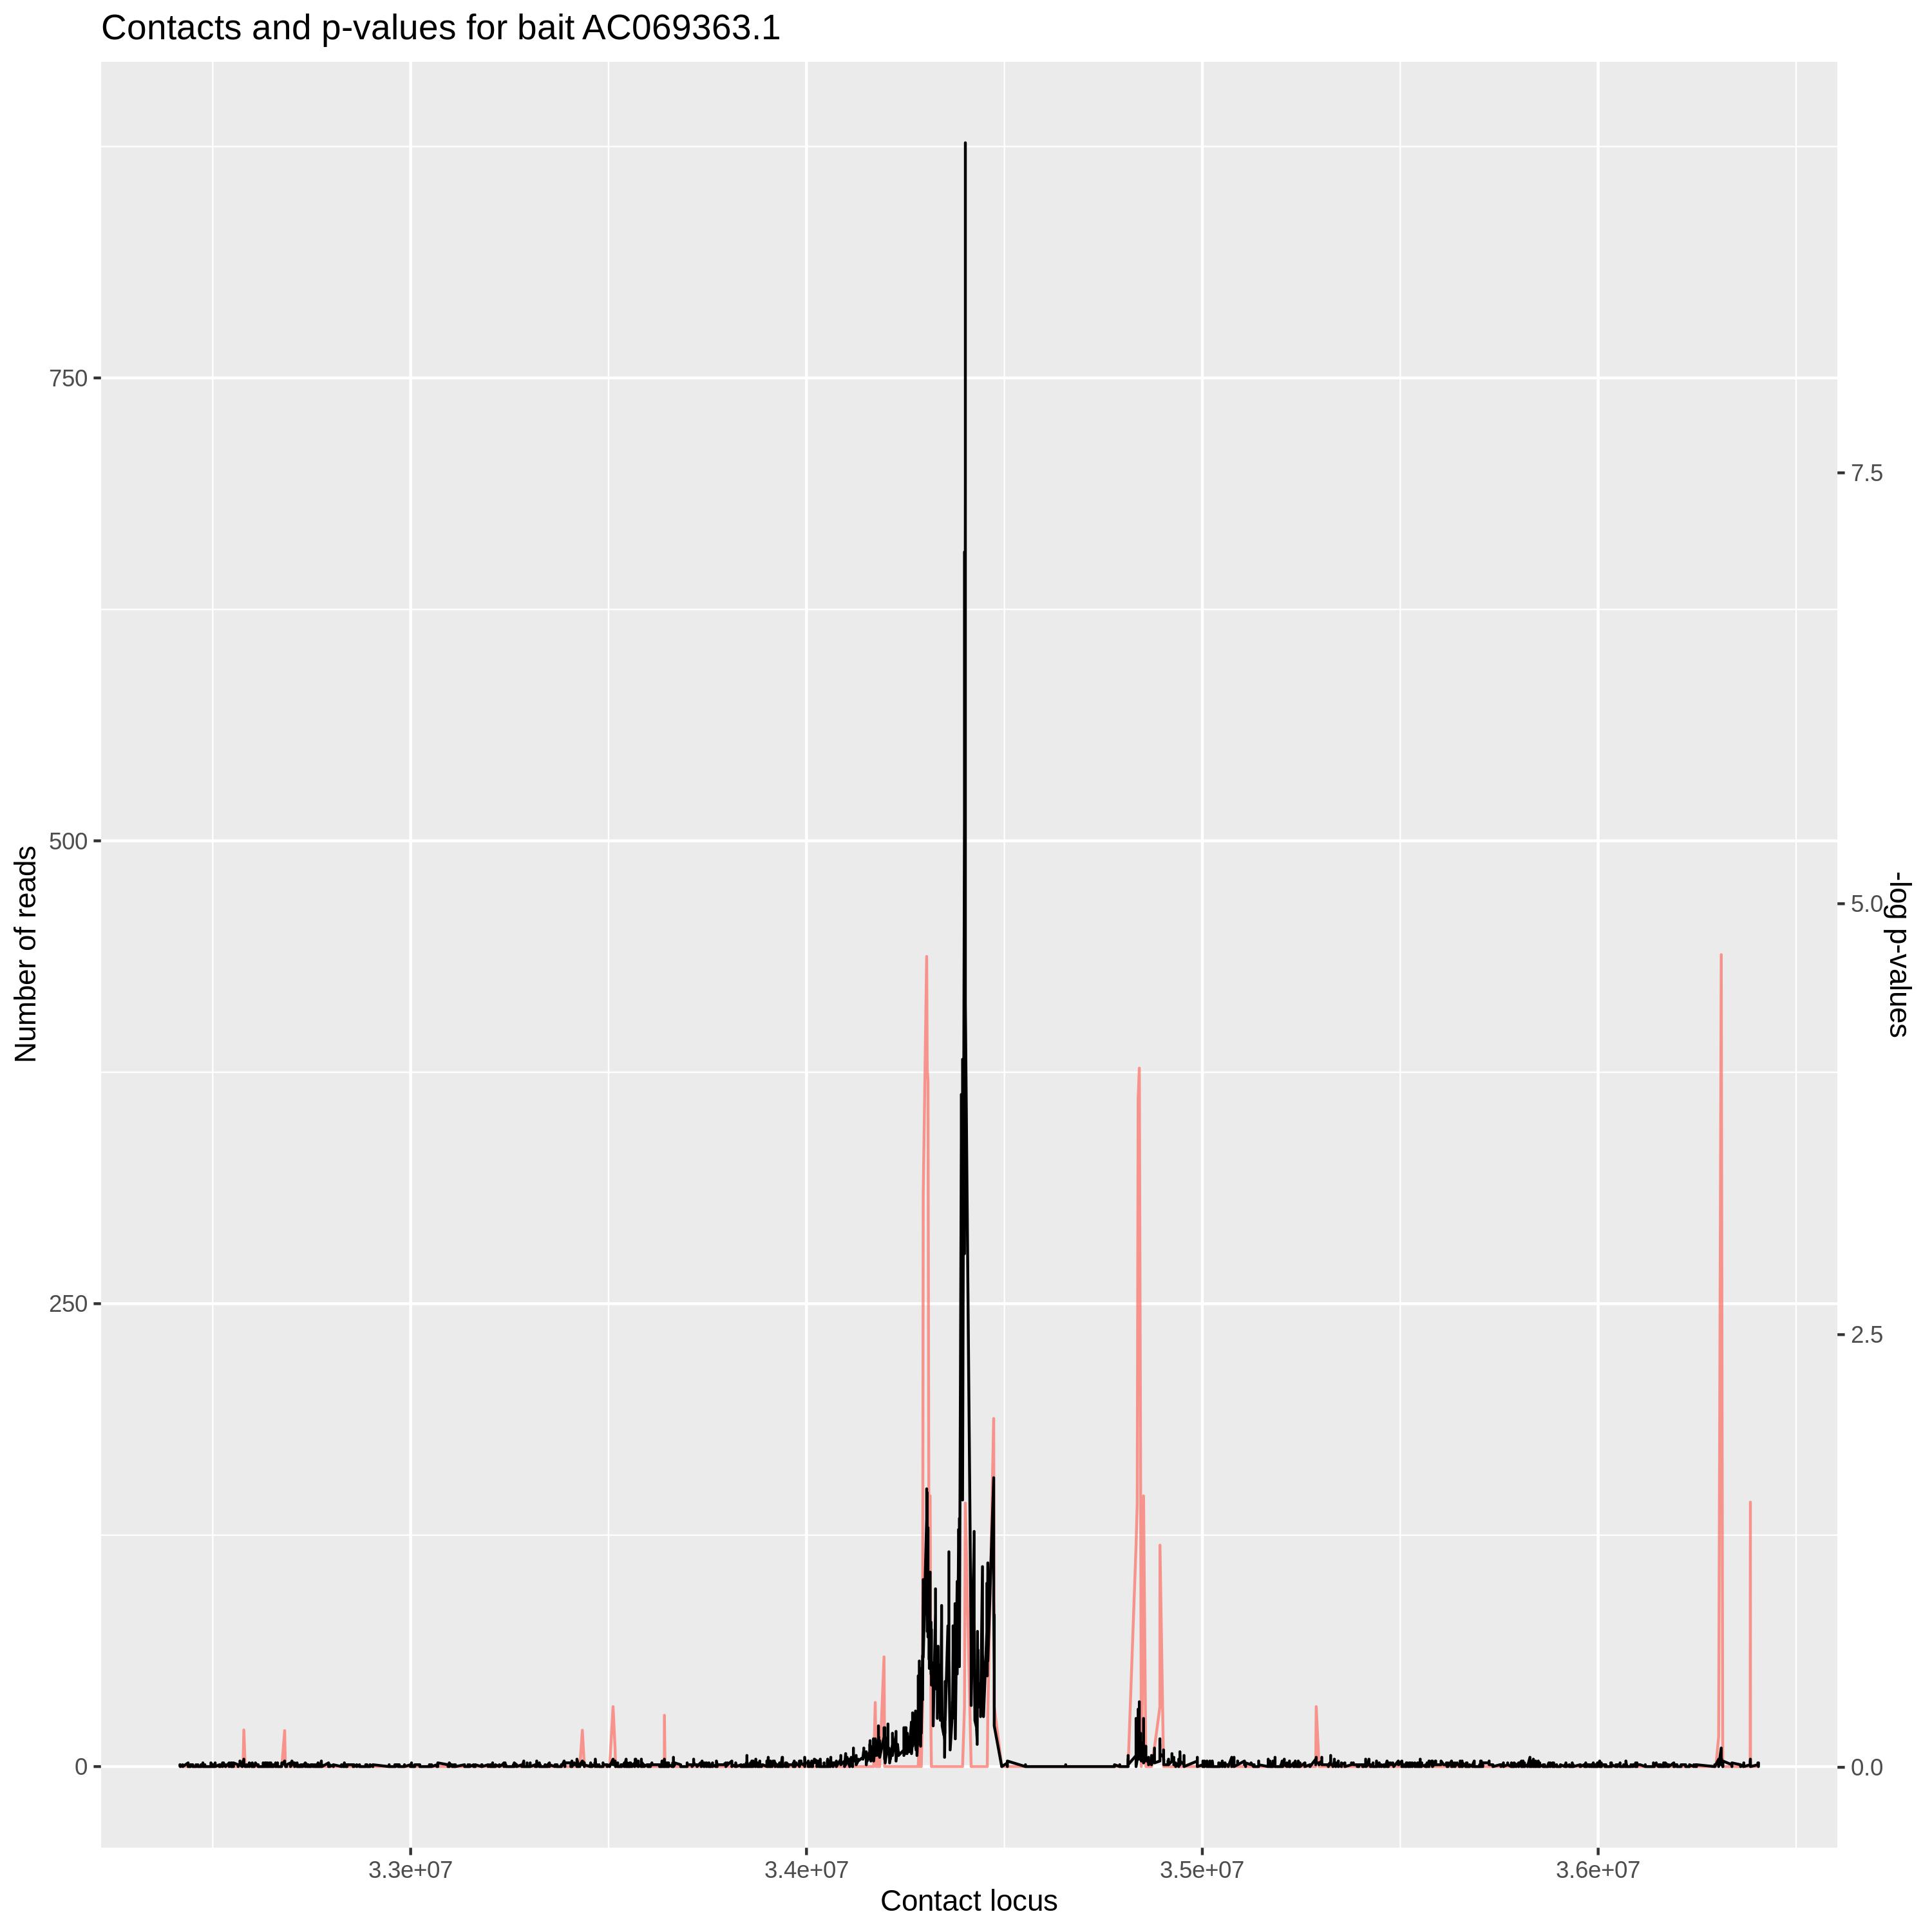 Contacts and p-values for bait AC069363.1
750
500
250
0
Number of reads
7.5
5.0
2.5
0.0
-log p-values
3.3e+07
3.4e+07
3.5e+07
3.6e+07
Contact locus